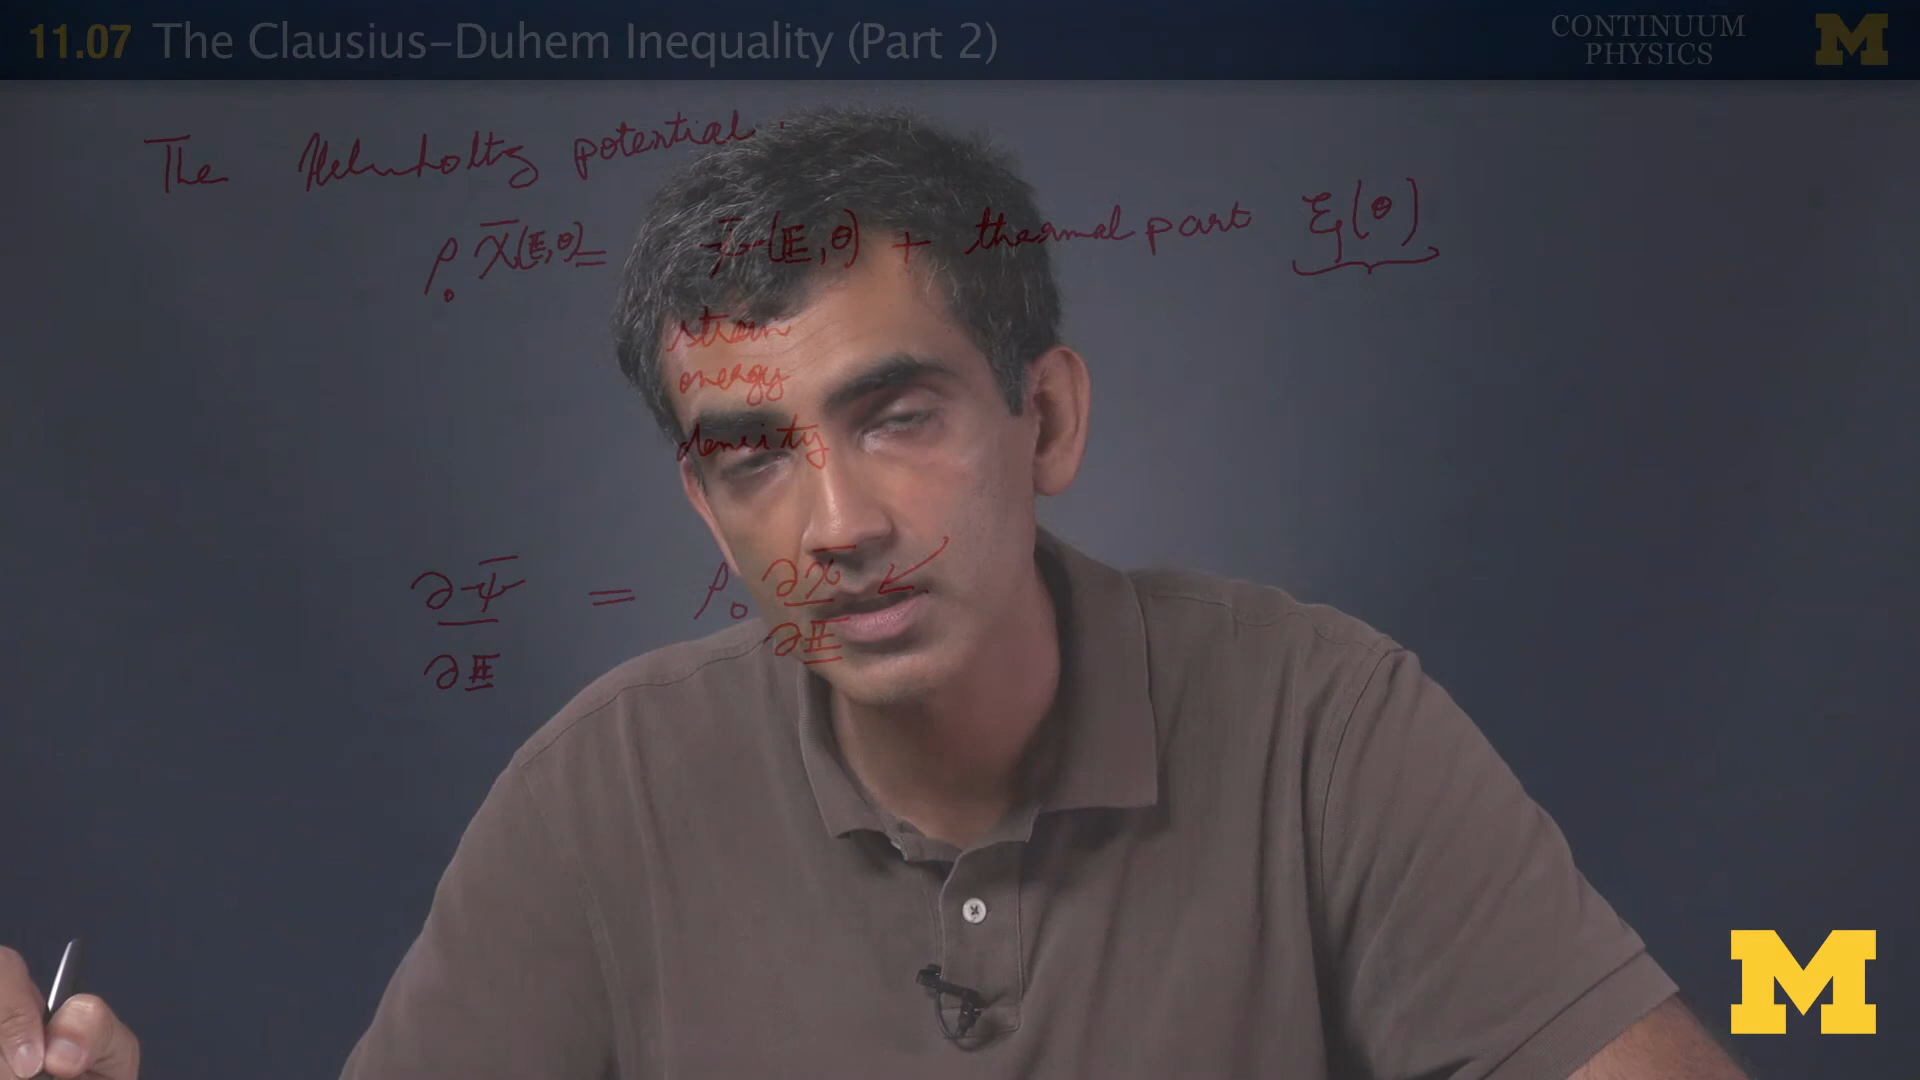 11.07 The Clausius–Duhem Inequality (Part 2)
CONTINUUM
PHYSICS
M
The Helmholtz potential.
ρ₀ χ̄(𝔼,θ) = ψ̄(𝔼,θ) + thermal part ξ(θ)
strain
energy
density
∂ψ̄/∂𝔼 = ρ₀ ∂χ̄/∂𝔼
M